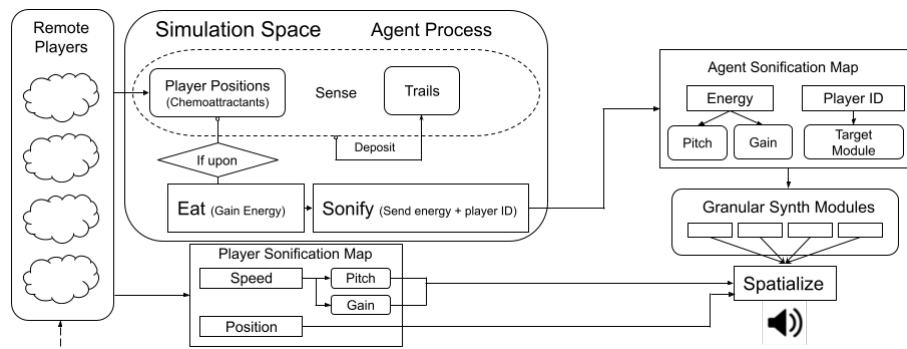 Remote
Players
Simulation Space
Agent Process
Player Positions
(Chemoattractants)
Sense
Trails
Deposit
If upon
Eat (Gain Energy)
Sonify (Send energy + player ID)
Player Sonification Map
Speed
Pitch
Gain
Position
Agent Sonification Map
Energy
Player ID
Pitch
Gain
Target
Module
Granular Synth Modules
Spatialize